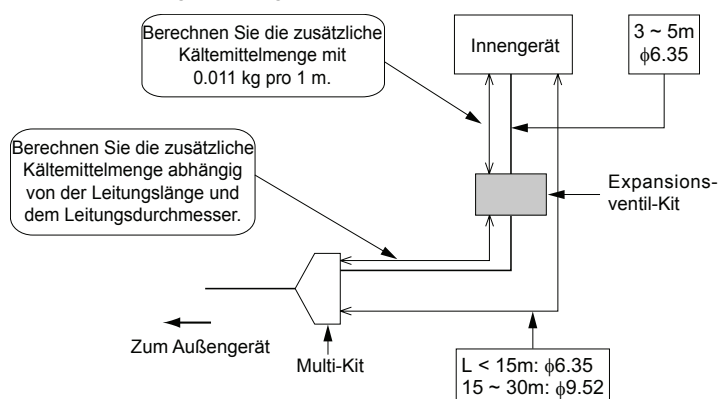 Berechnen Sie die zusätzliche
Kältemittelmenge mit
0.011 kg pro 1 m.
Innengerät
3 ~ 5m
ϕ6.35
Berechnen Sie die zusätzliche
Kältemittelmenge abhängig
von der Leitungslänge und
dem Leitungsdurchmesser.
Expansions-
ventil-Kit
Zum Außengerät
Multi-Kit
L < 15m: ϕ6.35
15 ~ 30m: ϕ9.52